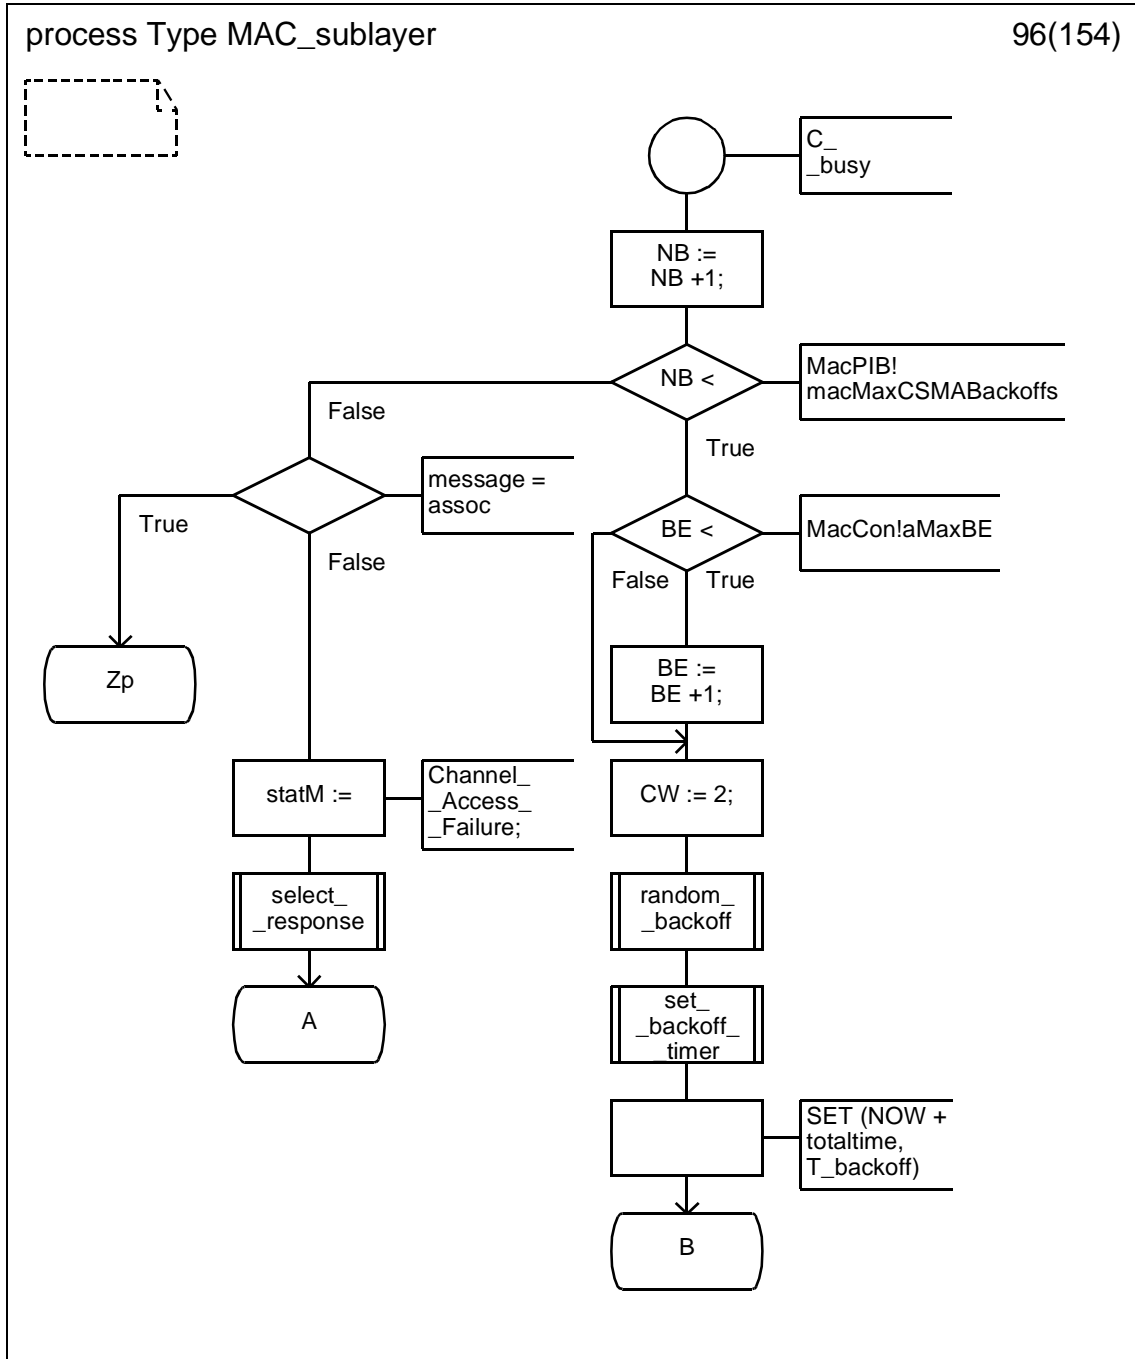 process Type MAC_sublayer
96(154)
C_
_busy
NB :=
NB +1;
NB <
MacPIB!
macMaxCSMABackoffs
False
True
message =
assoc
True
False
BE <
MacCon!aMaxBE
False
True
Zp
BE :=
BE +1;
statM :=
Channel_
_Access_
_Failure;
CW := 2;
select_
_response
random_
_backoff
A
set_
_backoff_
_timer
SET (NOW +
totaltime,
T_backoff)
B